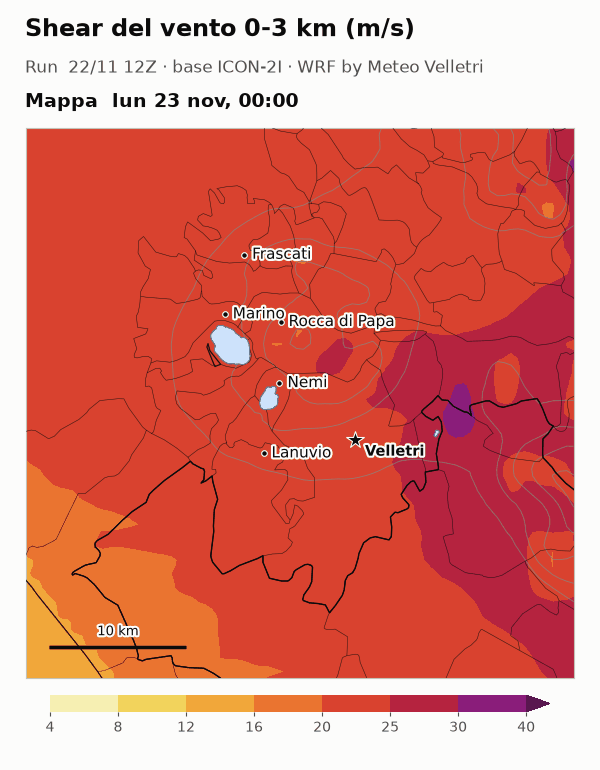 Shear del vento 0-3 km (m/s)
Run  22/11 12Z · base ICON-2I · WRF by Meteo Velletri
Mappa  lun 23 nov, 00:00
Frascati
Marino
Rocca di Papa
Nemi
Velletri
Lanuvio
10 km
4 8 12 16 20 25 30 40